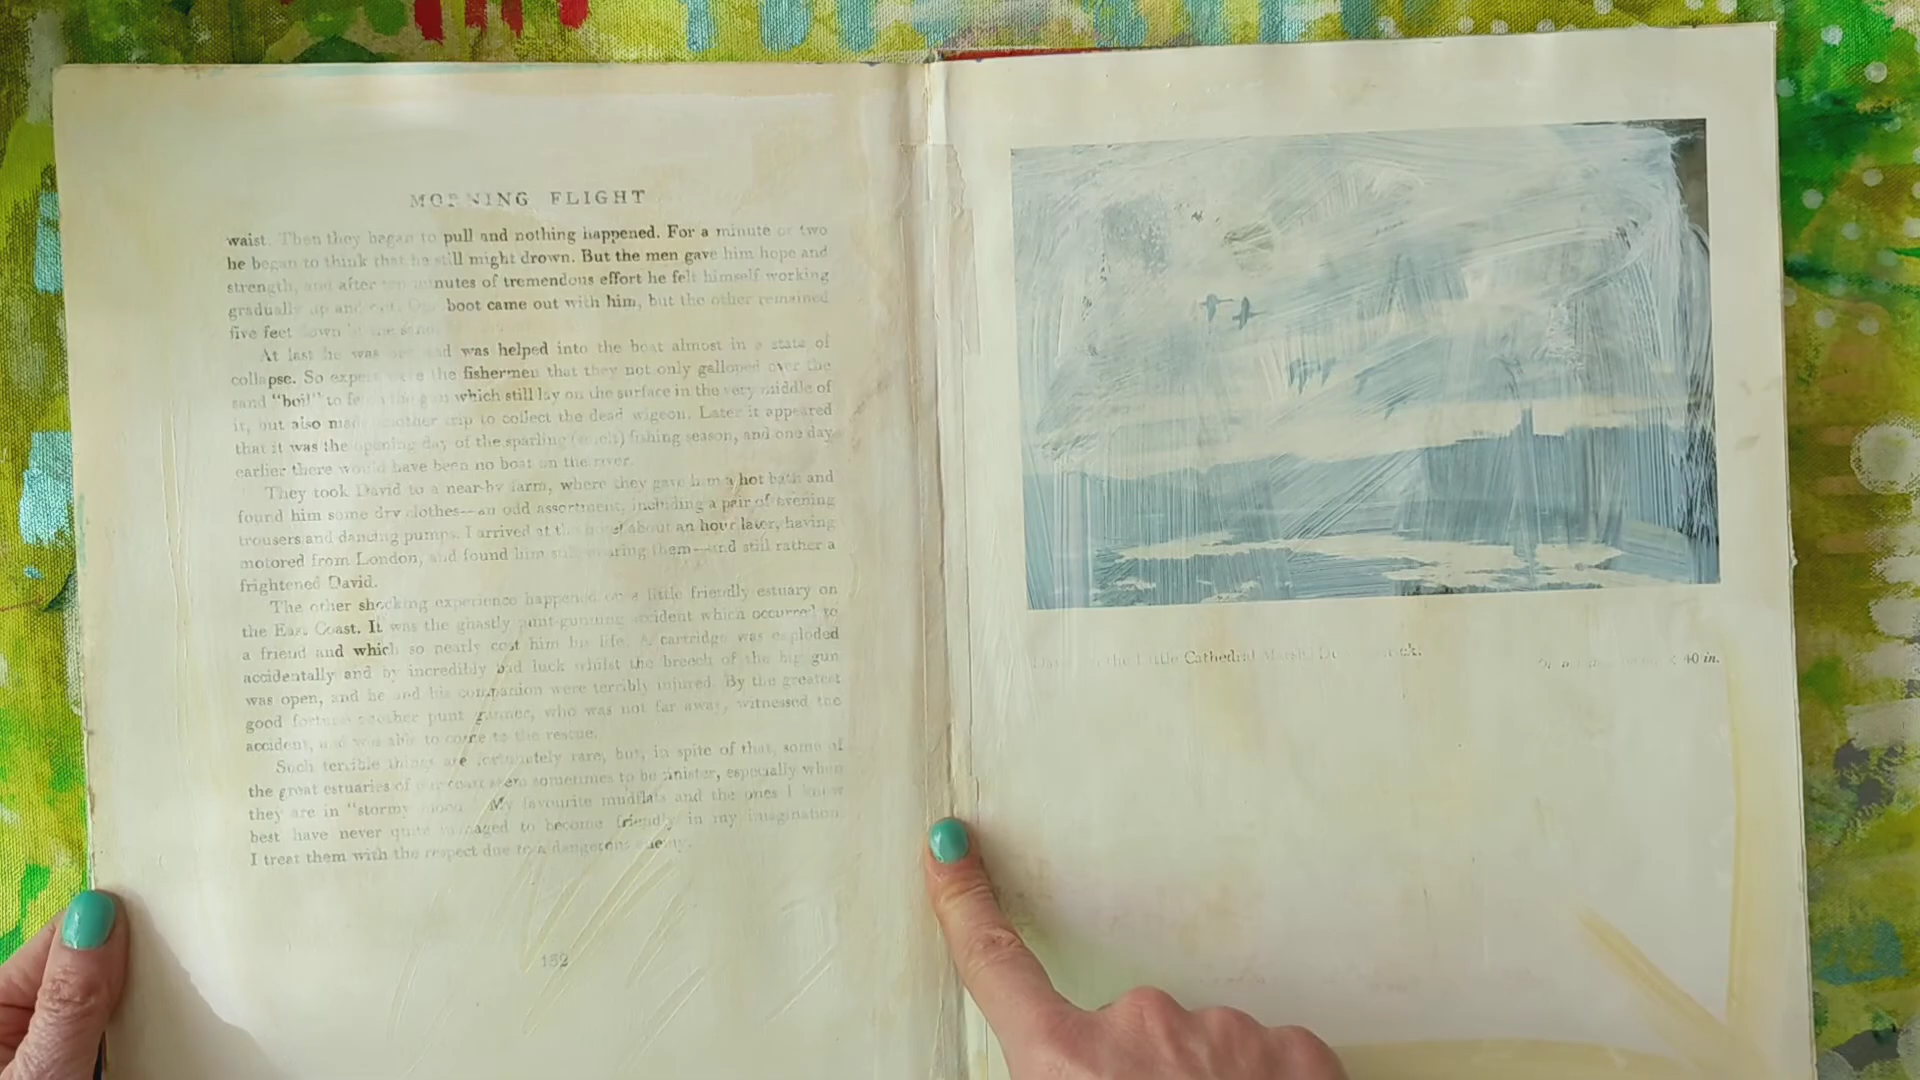 MORNING FLIGHT
waist. Then they began to pull and nothing happened. For a minute or two
he began to think that he still might drown. But the men gave him hope and
strength, and after ten minutes of tremendous effort he felt himself working
gradually up and out. One boot came out with him, but the other remained
five feet down in the sand.
At last he was and was helped into the boat almost in a state of
collapse. So expert were the fishermen that they not only galloped over the
sand "boil" to fetch the gun which still lay on the surface in the very middle of
it, but also made another trip to collect the dead wigeon. Later it appeared
that it was the opening day of the sparling (smelt) fishing season, and one day
earlier there would have been no boat on the river.
They took David to a near-by farm, where they gave him a hot bath and
found him some dry clothes—an odd assortment, including a pair of evening
trousers and dancing pumps. I arrived at the hotel about an hour later, having
motored from London, and found him still wearing them—and still rather a
frightened David.
The other shocking experience happened on a little friendly estuary on
the East Coast. It was the ghastly punt-gunning accident which occurred to
a friend and which so nearly cost him his life. A cartridge was exploded
accidentally and by incredibly bad luck whilst the breech of the big gun
was open, and he and his companion were terribly injured. By the greatest
good fortune another punt gunner, who was not far away, witnessed the
accident, and was able to come to the rescue.
Such terrible things are fortunately rare, but, in spite of that, some of
the great estuaries of our coast seem sometimes to be sinister, especially when
they are in "stormy mood." My favourite mudflats and the ones I know
best have never quite managed to become friendly in my imagination.
I treat them with the respect due to a dangerous enemy.
152
the Little Cathedral Marsh,
40 in.